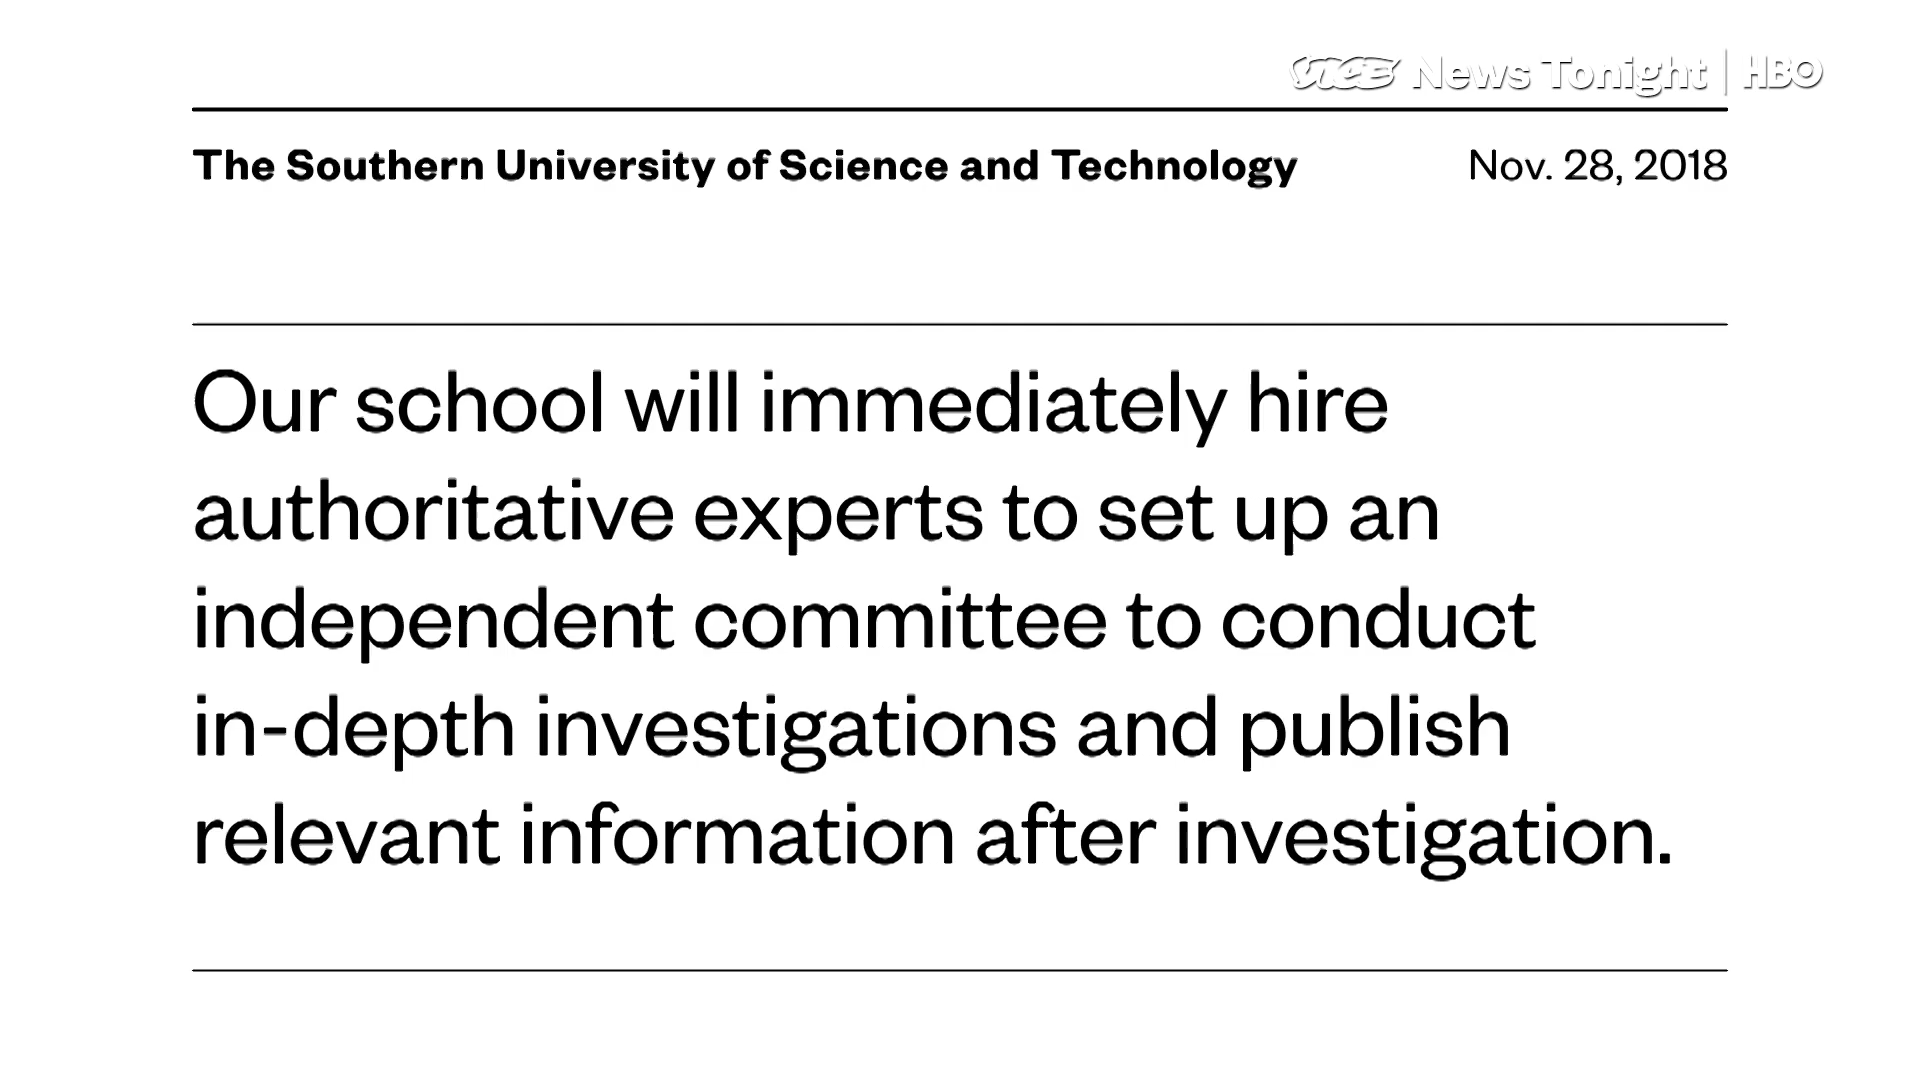 VICE News Tonight | HBO
The Southern University of Science and Technology Nov. 28, 2018
Our school will immediately hire
authoritative experts to set up an
independent committee to conduct
in-depth investigations and publish
relevant information after investigation.